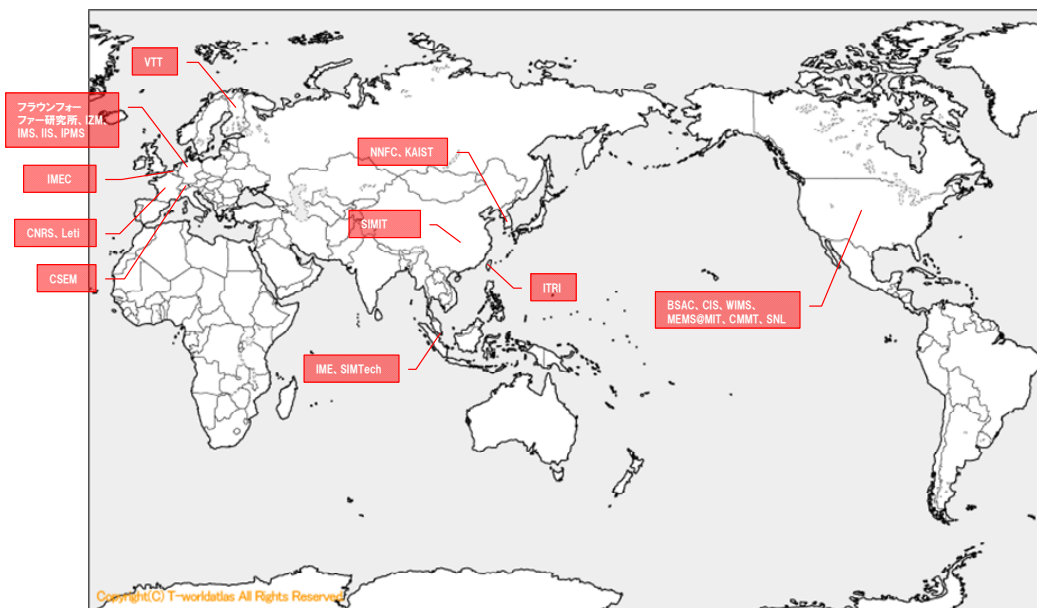 VTT
フラウンフォー
ファー研究所、IZM、
IMS、IIS、IPMS
NNFC、KAIST
IMEC
SIMIT
CNRS、Leti
CSEM
ITRI
BSAC、CIS、WIMS、
MEMS@MIT、CMMT、SNL
IME、SIMTech
Copyright(C) T-worldatlas All Rights Reserved